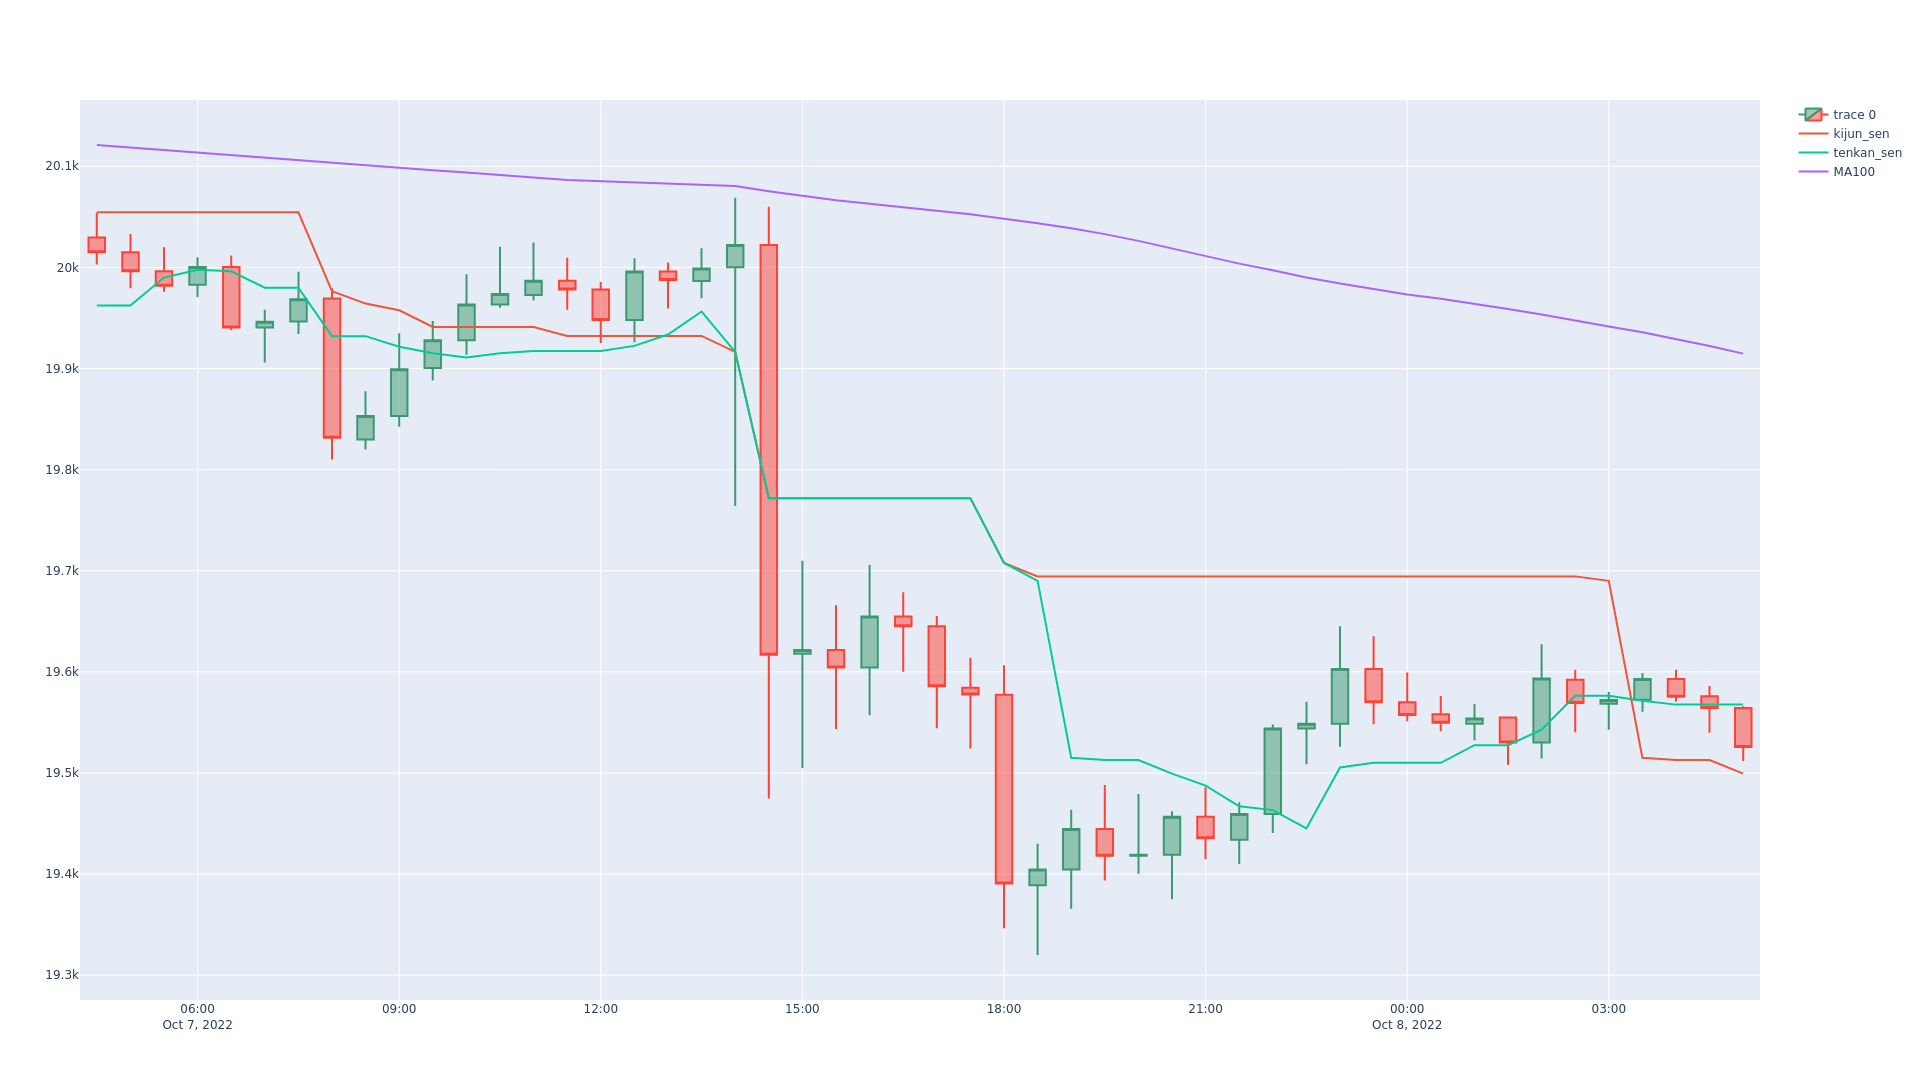 trace 0
kijun_sen
tenkan_sen
MA100
20.1k
20k
19.9k
19.8k
19.7k
19.6k
19.5k
19.4k
19.3k
06:00 09:00 12:00 15:00 18:00 21:00 00:00 03:00
Oct 7, 2022 Oct 8, 2022